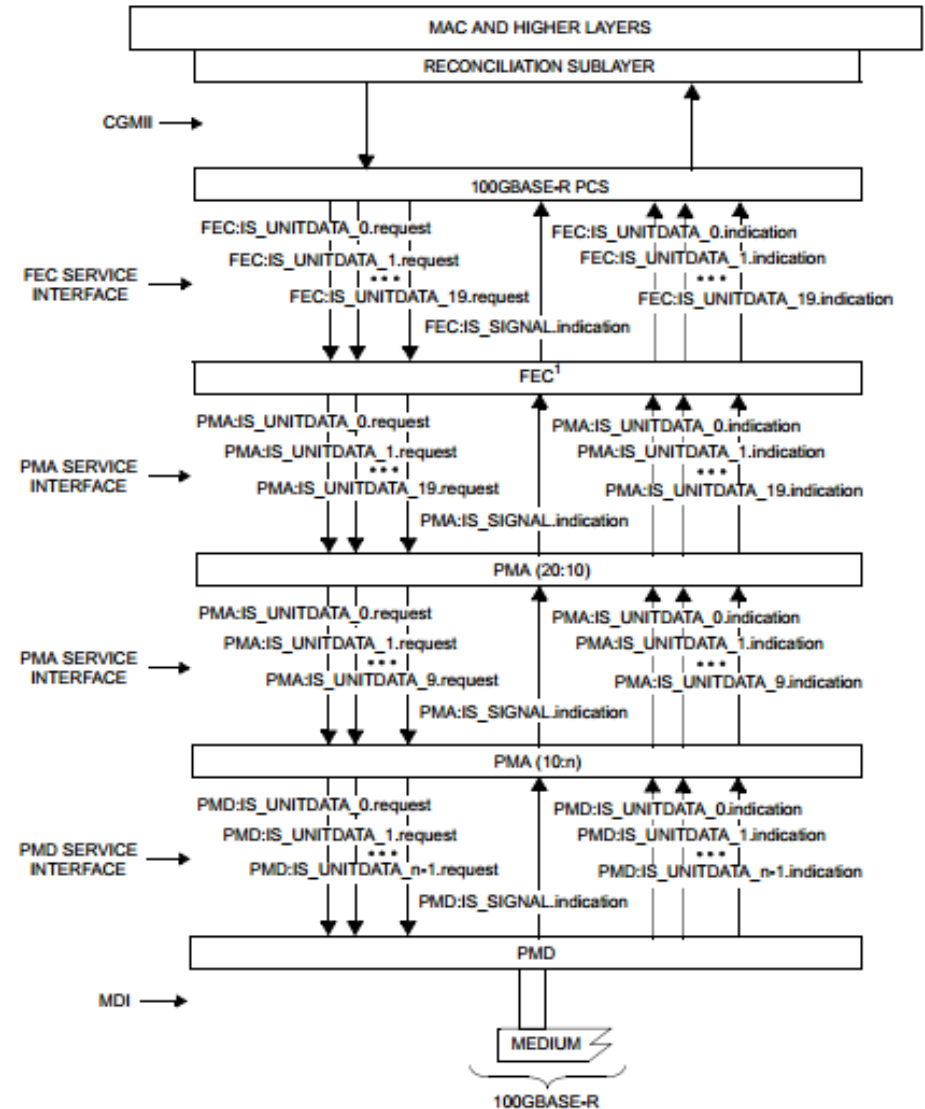 MAC AND HIGHER LAYERS
RECONCILIATION SUBLAYER
CGMII
100GBASE-R PCS
FEC:IS_UNITDATA_0.request
FEC:IS_UNITDATA_0.indication
FEC:IS_UNITDATA_1.request
FEC:IS_UNITDATA_1.indication
FEC SERVICE
INTERFACE
•••
•••
FEC:IS_UNITDATA_19.request
FEC:IS_UNITDATA_19.indication
FEC:IS_SIGNAL.indication
FEC1
PMA:IS_UNITDATA_0.request
PMA:IS_UNITDATA_0.indication
PMA:IS_UNITDATA_1.request
PMA:IS_UNITDATA_1.indication
PMA SERVICE
INTERFACE
•••
•••
PMA:IS_UNITDATA_19.request
PMA:IS_UNITDATA_19.indication
PMA:IS_SIGNAL.indication
PMA (20:10)
PMA:IS_UNITDATA_0.request
PMA:IS_UNITDATA_0.indication
PMA:IS_UNITDATA_1.request
PMA:IS_UNITDATA_1.indication
PMA SERVICE
INTERFACE
•••
•••
PMA:IS_UNITDATA_9.request
PMA:IS_UNITDATA_9.indication
PMA:IS_SIGNAL.indication
PMA (10:n)
PMD:IS_UNITDATA_0.request
PMD:IS_UNITDATA_0.indication
PMD:IS_UNITDATA_1.request
PMD:IS_UNITDATA_1.indication
PMD SERVICE
INTERFACE
•••
•••
PMD:IS_UNITDATA_n-1.request
PMD:IS_UNITDATA_n-1.indication
PMD:IS_SIGNAL.indication
PMD
MDI
MEDIUM
100GBASE-R